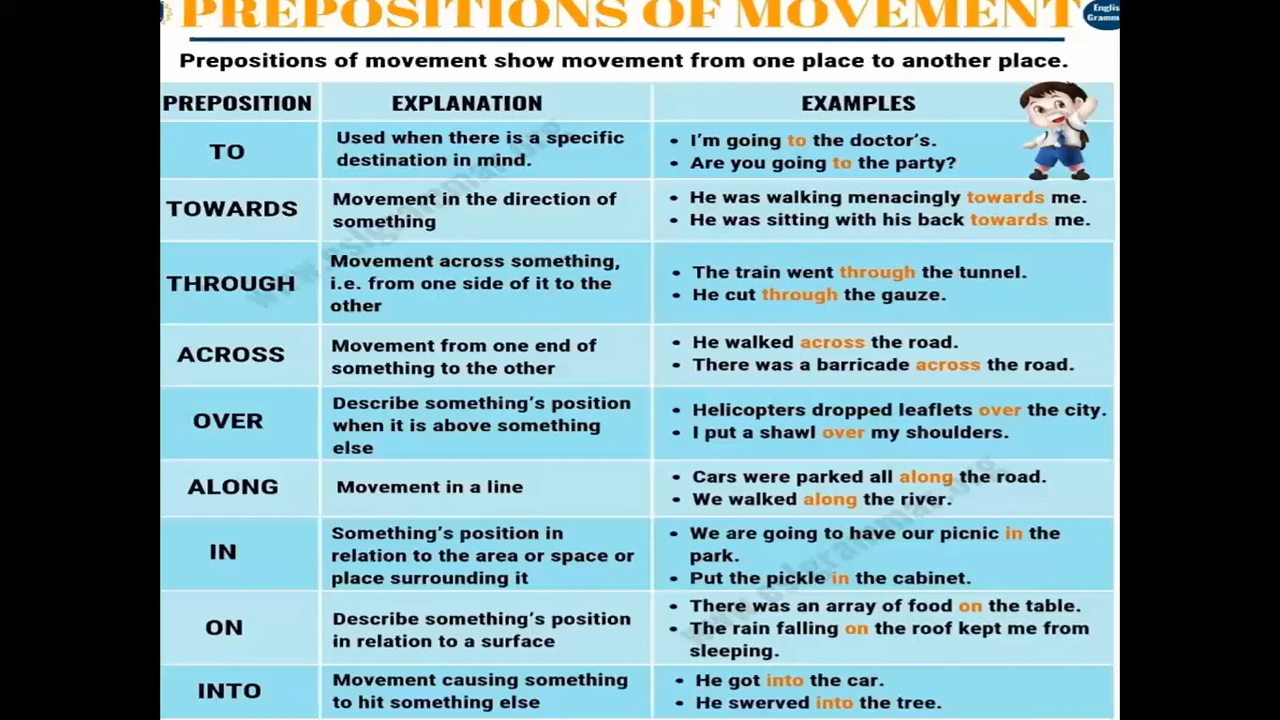 PREPOSITIONS OF MOVEMENT
English
Grammar
Prepositions of movement show movement from one place to another place.
PREPOSITION EXPLANATION EXAMPLES
TO
Used when there is a specific
destination in mind.
• I'm going to the doctor's.
• Are you going to the party?
TOWARDS
Movement in the direction of
something
• He was walking menacingly towards me.
• He was sitting with his back towards me.
THROUGH
Movement across something,
i.e. from one side of it to the
other
• The train went through the tunnel.
• He cut through the gauze.
ACROSS
Movement from one end of
something to the other
• He walked across the road.
• There was a barricade across the road.
OVER
Describe something's position
when it is above something
else
• Helicopters dropped leaflets over the city.
• I put a shawl over my shoulders.
ALONG
Movement in a line
• Cars were parked all along the road.
• We walked along the river.
IN
Something's position in
relation to the area or space or
place surrounding it
• We are going to have our picnic in the
park.
• Put the pickle in the cabinet.
ON
Describe something's position
in relation to a surface
• There was an array of food on the table.
• The rain falling on the roof kept me from
sleeping.
INTO
Movement causing something
to hit something else
• He got into the car.
• He swerved into the tree.
www.eslgrammar.org
www.eslgrammar.org